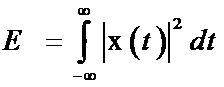 E = ∫_{-∞}^{∞} |x(t)|² dt